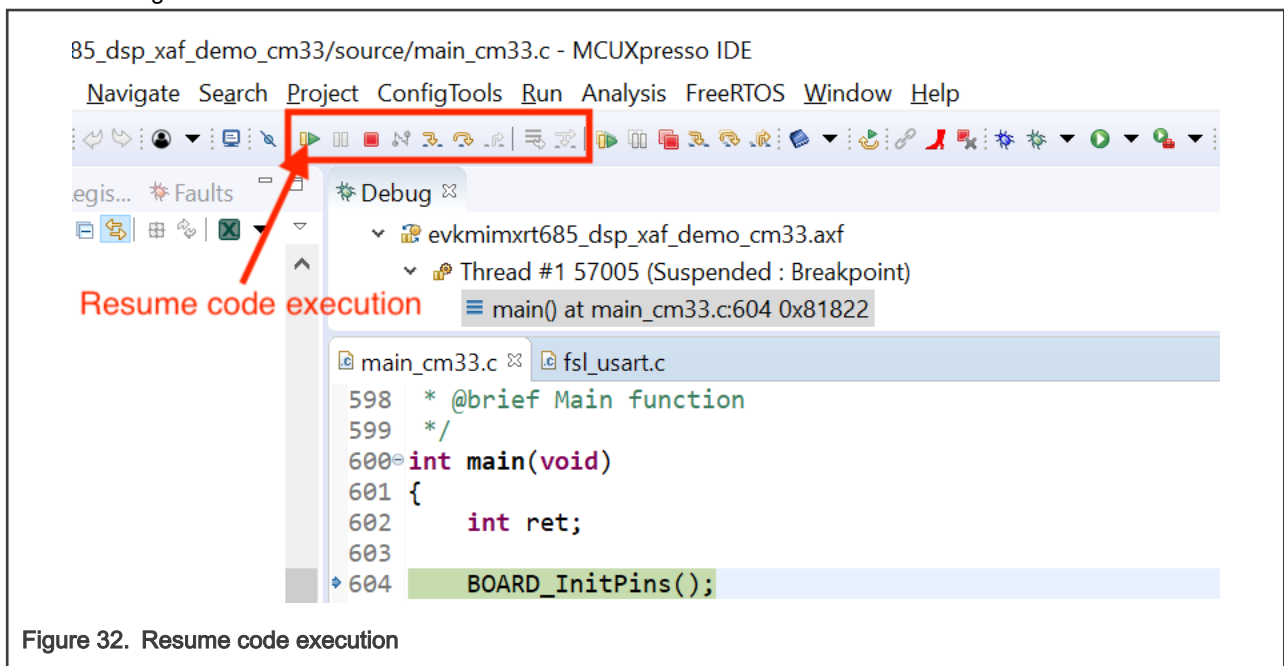 85_dsp_xaf_demo_cm33/source/main_cm33.c - MCUXpresso IDE
Navigate Search Project ConfigTools Run Analysis FreeRTOS Window Help
egis... Faults
Debug
evkmimxrt685_dsp_xaf_demo_cm33.axf
Thread #1 57005 (Suspended : Breakpoint)
Resume code execution
main() at main_cm33.c:604 0x81822
main_cm33.c fsl_usart.c
598 * @brief Main function
599 */
600 int main(void)
601 {
602 int ret;
603
604 BOARD_InitPins();
Figure 32. Resume code execution